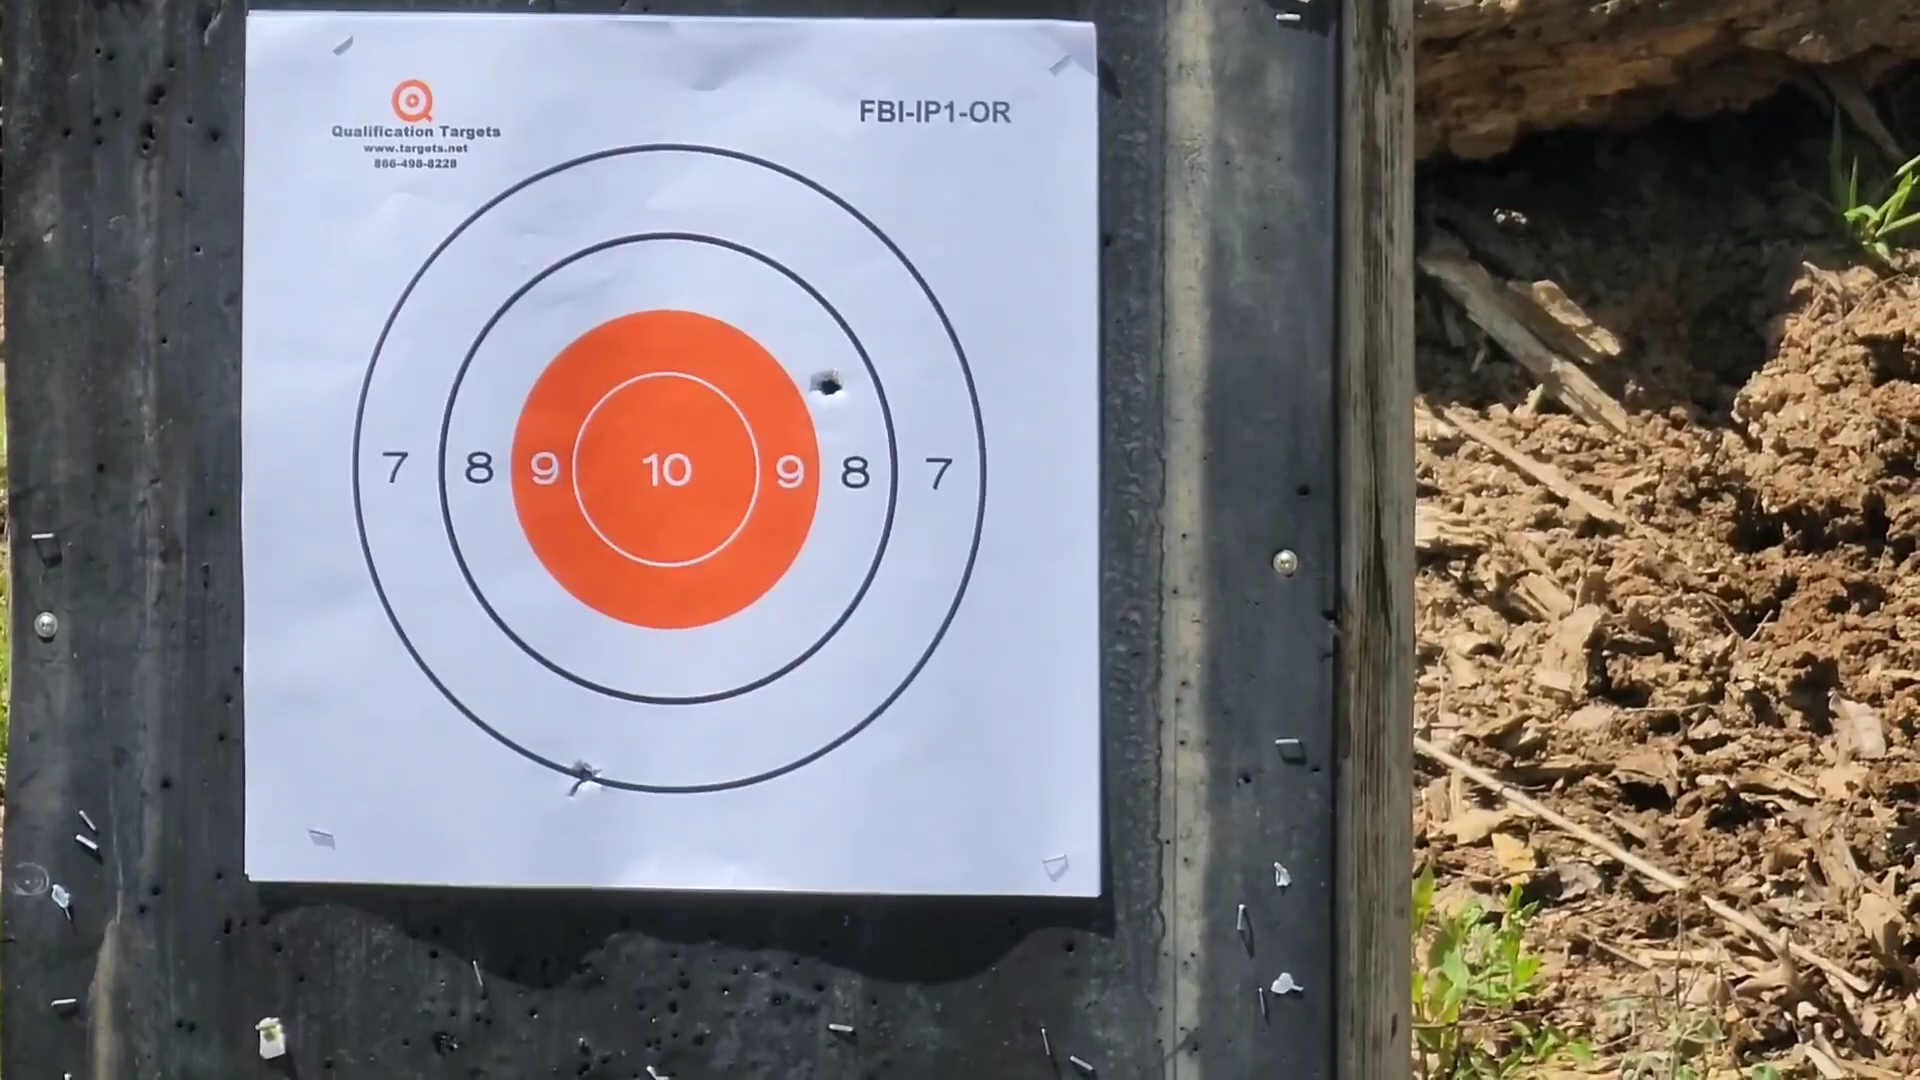 Qualification Targets
www.targets.net
866-498-8228
FBI-IP1-OR
7 8 9 10 9 8 7